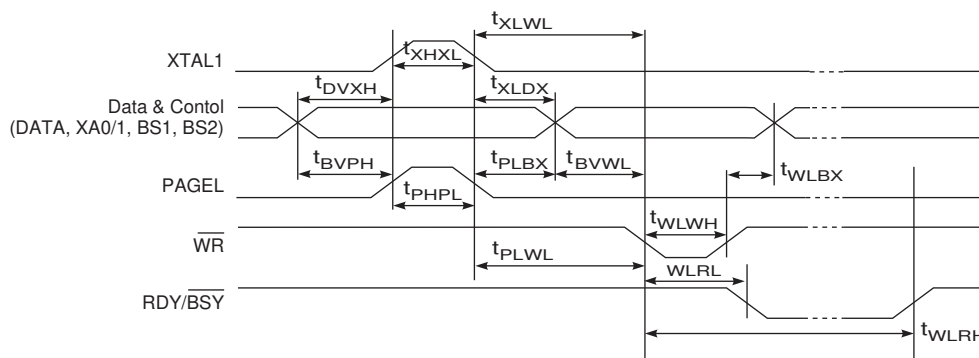 tXLWL
XTAL1
tXHXL
tDVXH
tXLDX
Data & Contol
(DATA, XA0/1, BS1, BS2)
tBVPH
tPLBX
tBVWL
tWLBX
PAGEL
tPHPL
tWLWH
WR
tPLWL
WLRL
RDY/BSY
tWLRH